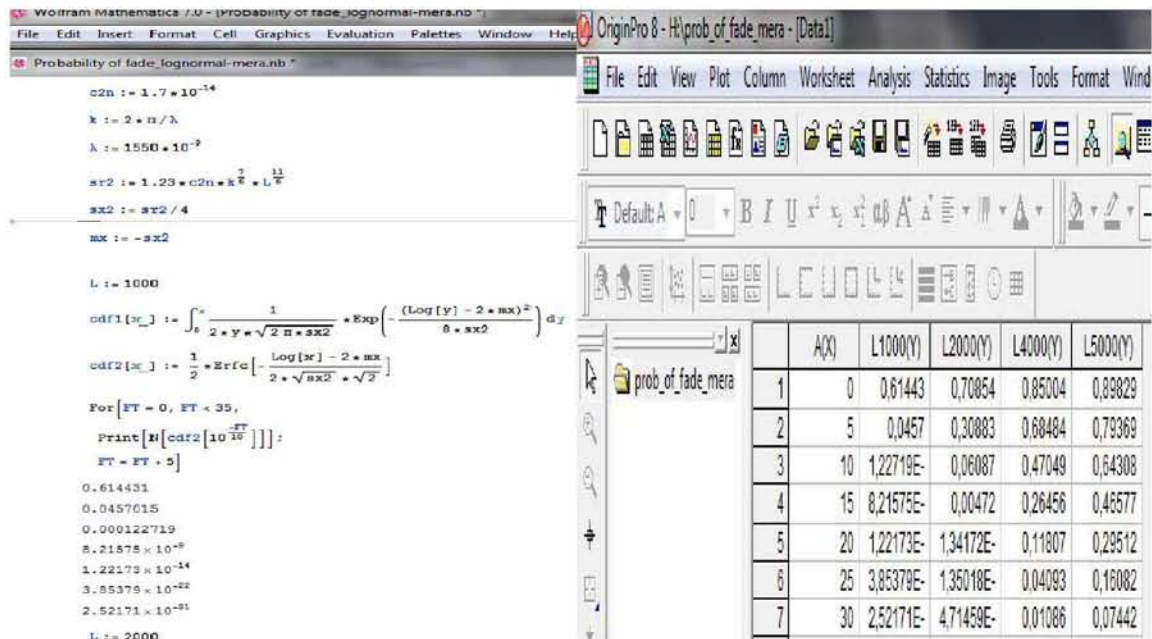 Wolfram Mathematica 7.0 - [Probability of fade_lognormal-mera.nb *]
File Edit Insert Format Cell Graphics Evaluation Palettes Window Help
Probability of fade_lognormal-mera.nb *
c2n := 1.7*10^-14
k := 2*π/λ
λ := 1550*10^-9
sr2 := 1.23*c2n*k^(7/6)*L^(11/6)
sx2 := sr2/4
mx := -sx2
L := 1000
cdf1[x_] := ∫_0^x 1/(2*y*√(2 π*sx2)) *Exp(-(Log[y] - 2*mx)^2/(8*sx2)) dy
cdf2[x_] := 1/2 *Erfc[-(Log[x] - 2*mx)/(2*√(sx2)*√2)]
For[FT = 0, FT < 35,
Print[N[cdf2[10^(-FT/10)]]];
FT = FT + 5]
0.614431
0.0457015
0.000122719
8.21575×10^-9
1.22173×10^-14
3.85379×10^-22
2.52171×10^-31
L := 2000
OriginPro 8 - H:\prob_of_fade_mera - [Data1]
File Edit View Plot Column Worksheet Analysis Statistics Image Tools Format Wind
Default: A 0 B I U
prob_of_fade_mera
A(X) L1000(Y) L2000(Y) L4000(Y) L5000(Y)
1 0 0,61443 0,70854 0,85004 0,89829
2 5 0,0457 0,30883 0,68484 0,79369
3 10 1,22719E- 0,06087 0,47049 0,64308
4 15 8,21575E- 0,00472 0,26456 0,46577
5 20 1,22173E- 1,34172E- 0,11807 0,29512
6 25 3,85379E- 1,35018E- 0,04093 0,16082
7 30 2,52171E- 4,71459E- 0,01086 0,07442